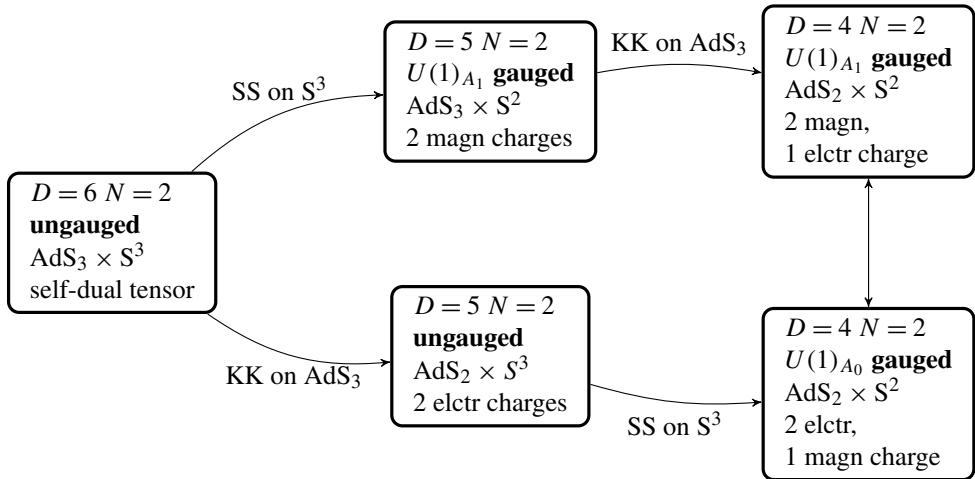 D = 6 N = 2
ungauged
AdS₃ × S³
self-dual tensor
SS on S³
D = 5 N = 2
U(1)_{A₁} gauged
AdS₃ × S²
2 magn charges
KK on AdS₃
D = 4 N = 2
U(1)_{A₁} gauged
AdS₂ × S²
2 magn,
1 elctr charge
KK on AdS₃
D = 5 N = 2
ungauged
AdS₂ × S³
2 elctr charges
SS on S³
D = 4 N = 2
U(1)_{A₀} gauged
AdS₂ × S²
2 elctr,
1 magn charge